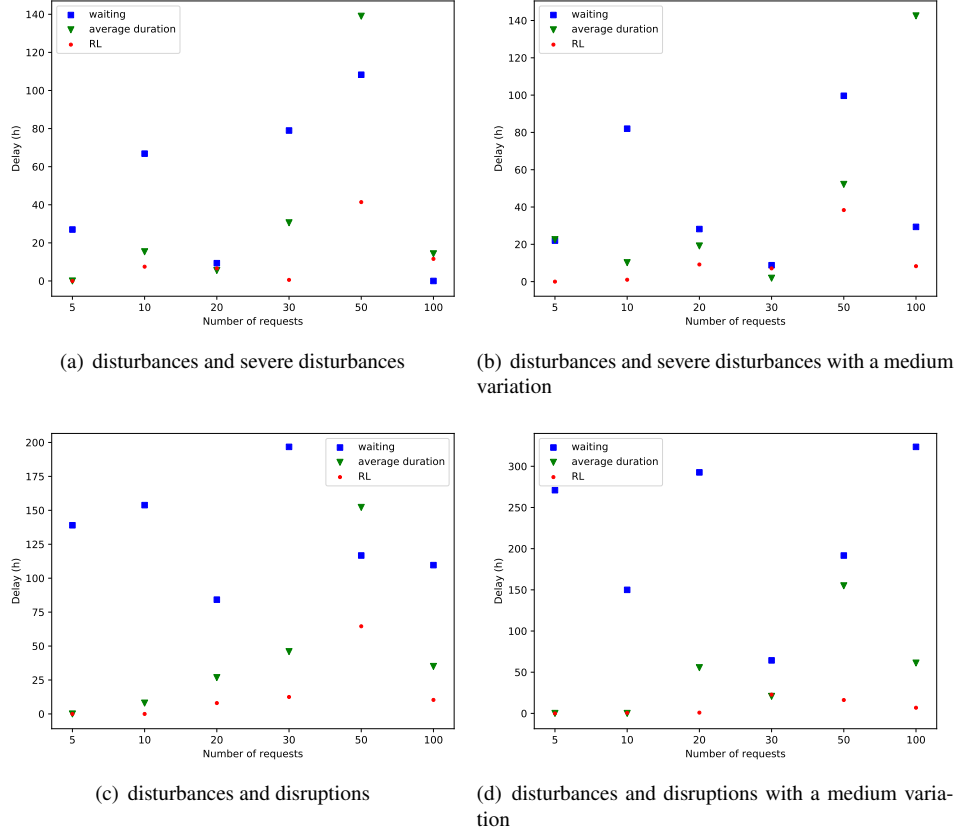 140
120
100
80
60
40
20
0
Delay (h)
waiting
average duration
RL
5 10 20 30 50 100
Number of requests
(a) disturbances and severe disturbances
140
120
100
80
60
40
20
0
Delay (h)
waiting
average duration
RL
5 10 20 30 50 100
Number of requests
(b) disturbances and severe disturbances with a medium
variation
200
175
150
125
100
75
50
25
0
Delay (h)
waiting
average duration
RL
5 10 20 30 50 100
Number of requests
(c) disturbances and disruptions
300
250
200
150
100
50
0
Delay (h)
waiting
average duration
RL
5 10 20 30 50 100
Number of requests
(d) disturbances and disruptions with a medium varia-
tion